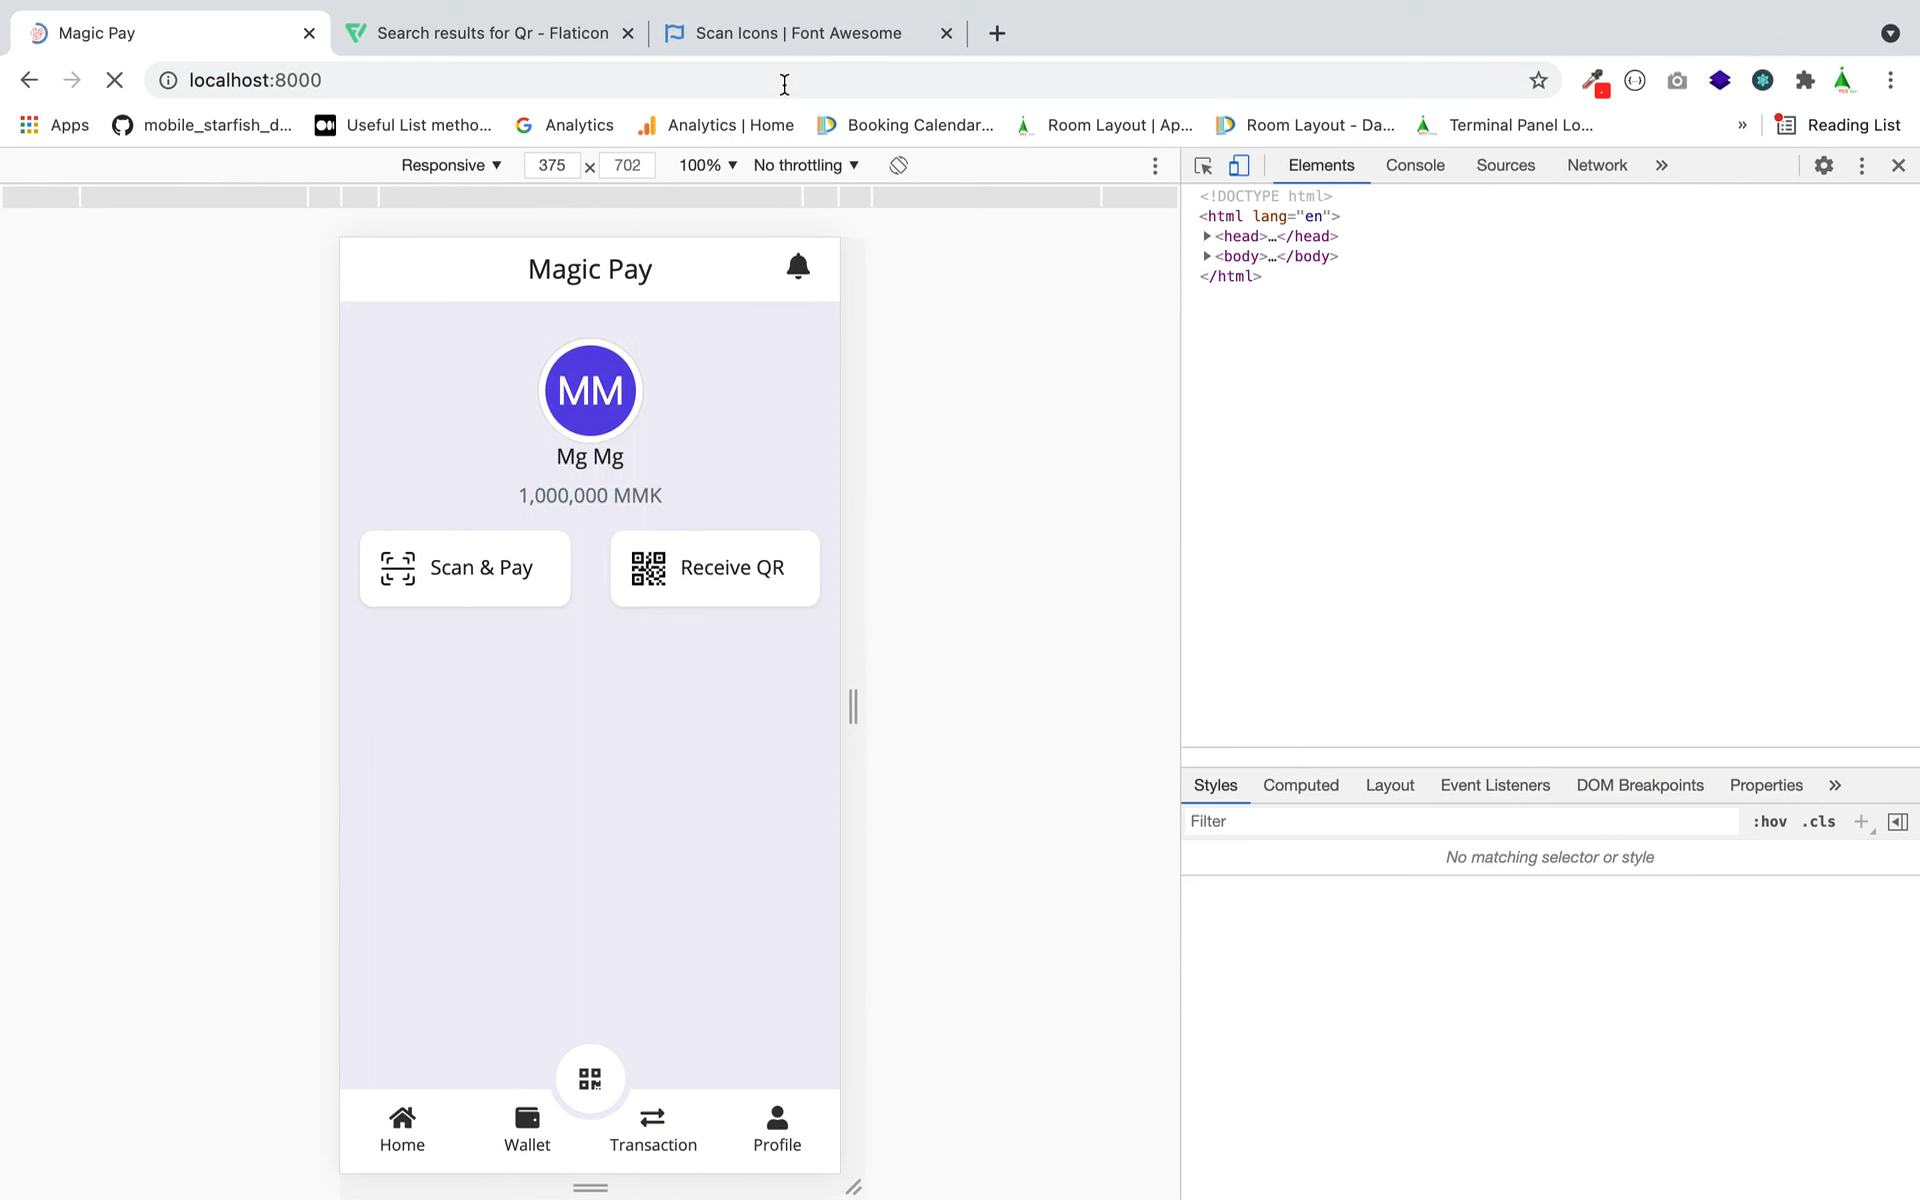 Magic Pay
Search results for Qr - Flaticon
Scan Icons | Font Awesome
localhost:8000
Apps
mobile_starfish_d...
Useful List metho...
Analytics
Analytics | Home
Booking Calendar...
Room Layout | Ap...
Room Layout - Da...
Terminal Panel Lo...
»
Reading List
Responsive
375 × 702
100%
No throttling
Elements
Console
Sources
Network
»
<!DOCTYPE html>
<html lang="en">
<head>…</head>
<body>…</body>
</html>
Magic Pay
MM
Mg Mg
1,000,000 MMK
Scan & Pay
Receive QR
Home
Wallet
Transaction
Profile
Styles
Computed
Layout
Event Listeners
DOM Breakpoints
Properties
»
Filter
:hov
.cls
No matching selector or style